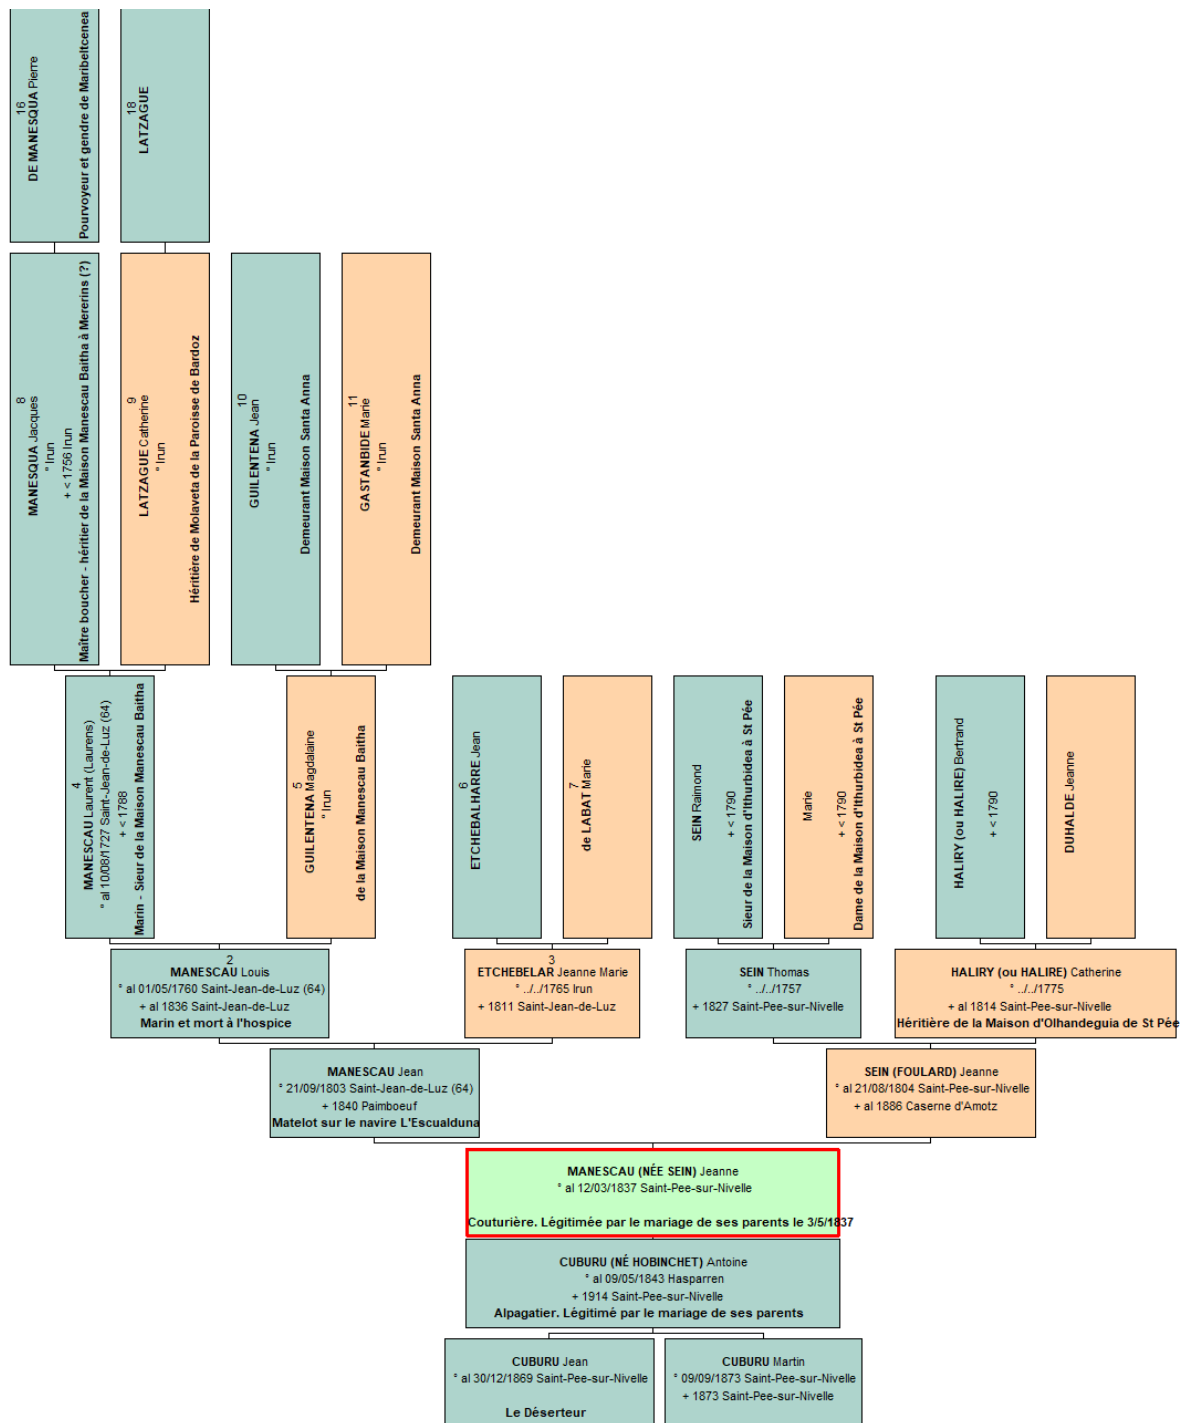 16
DE MANESQUA Pierre
Pourvoyeur et gendre de Maribeltcenea
18
LATZAGUE
8
MANESQUA Jacques
° Irun
+ < 1756 Irun
Maître boucher - héritier de la Maison Manescau Baitha à Mererins (?)
9
LATZAGUE Catherine
° Irun
Héritière de Molaveta de la Paroisse de Bardoz
10
GUILENTENA Jean
° Irun
Demeurant Maison Santa Anna
11
GASTANBIDE Marie
° Irun
Demeurant Maison Santa Anna
4
MANESCAU Laurent (Laurens)
° al 10/08/1727 Saint-Jean-de-Luz (64)
+ < 1788
Marin - Sieur de la Maison Manescau Baitha
5
GUILENTENA Magdalaine
° Irun
de la Maison Manescau Baitha
6
ETCHEBALHARRE Jean
7
de LABAT Marie
SEIN Raimond
+ < 1790
Sieur de la Maison d'Ithurbidea à St Pée
Marie
+ < 1790
Dame de la Maison d'Ithurbidea à St Pée
HALIRY (ou HALIRE) Bertrand
+ < 1790
DUHALDE Jeanne
2
MANESCAU Louis
° al 01/05/1760 Saint-Jean-de-Luz (64)
+ al 1836 Saint-Jean-de-Luz
Marin et mort à l'hospice
3
ETCHEBELAR Jeanne Marie
° ../../1765 Irun
+ 1811 Saint-Jean-de-Luz
SEIN Thomas
° ../../1757
+ 1827 Saint-Pee-sur-Nivelle
HALIRY (ou HALIRE) Catherine
° ../../1775
+ al 1814 Saint-Pee-sur-Nivelle
Héritière de la Maison d'Olhandeguia de St Pée
MANESCAU Jean
° 21/09/1803 Saint-Jean-de-Luz (64)
+ 1840 Paimboeuf
Matelot sur le navire L'Escualduna
SEIN (FOULARD) Jeanne
° al 21/08/1804 Saint-Pee-sur-Nivelle
+ al 1886 Caserne d'Amotz
MANESCAU (NÉE SEIN) Jeanne
° al 12/03/1837 Saint-Pee-sur-Nivelle
Couturière. Légitimée par le mariage de ses parents le 3/5/1837
CUBURU (NÉ HOBINCHET) Antoine
° al 09/05/1843 Hasparren
+ 1914 Saint-Pee-sur-Nivelle
Alpagatier. Légitimé par le mariage de ses parents
CUBURU Jean
° al 30/12/1869 Saint-Pee-sur-Nivelle
Le Déserteur
CUBURU Martin
° 09/09/1873 Saint-Pee-sur-Nivelle
+ 1873 Saint-Pee-sur-Nivelle